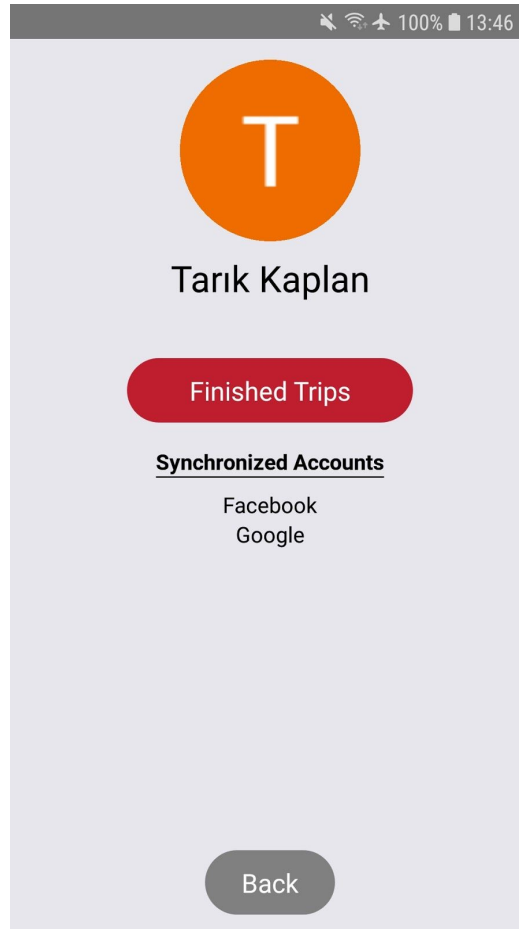 100% 13:46
T
Tarık Kaplan
Finished Trips
Synchronized Accounts
Facebook
Google
Back